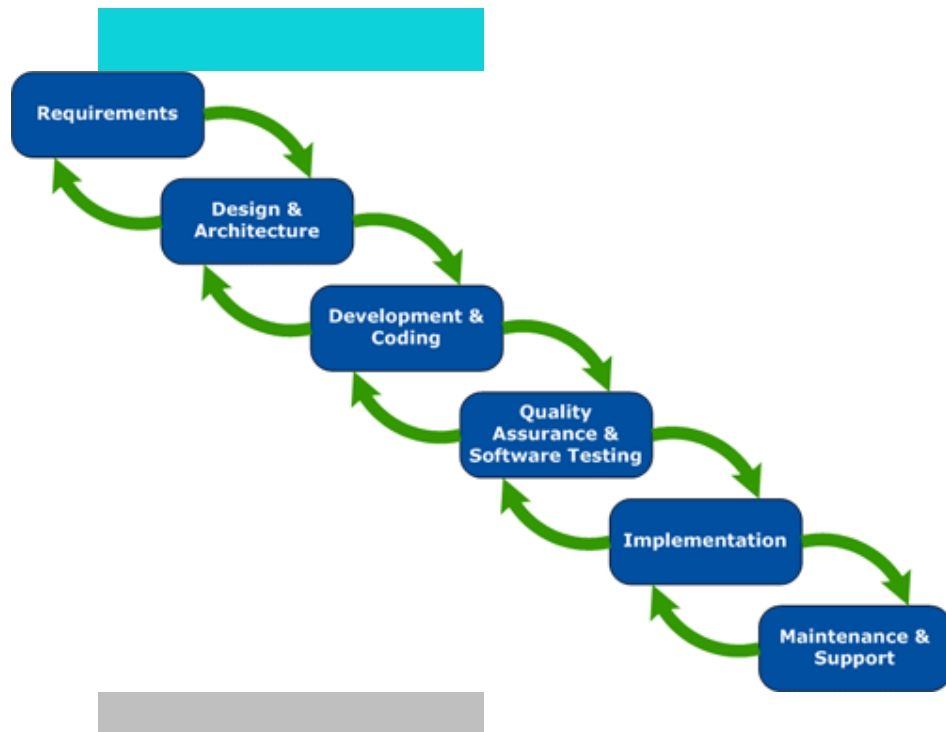 Requirements
Design &
Architecture
Development &
Coding
Quality
Assurance &
Software Testing
Implementation
Maintenance &
Support